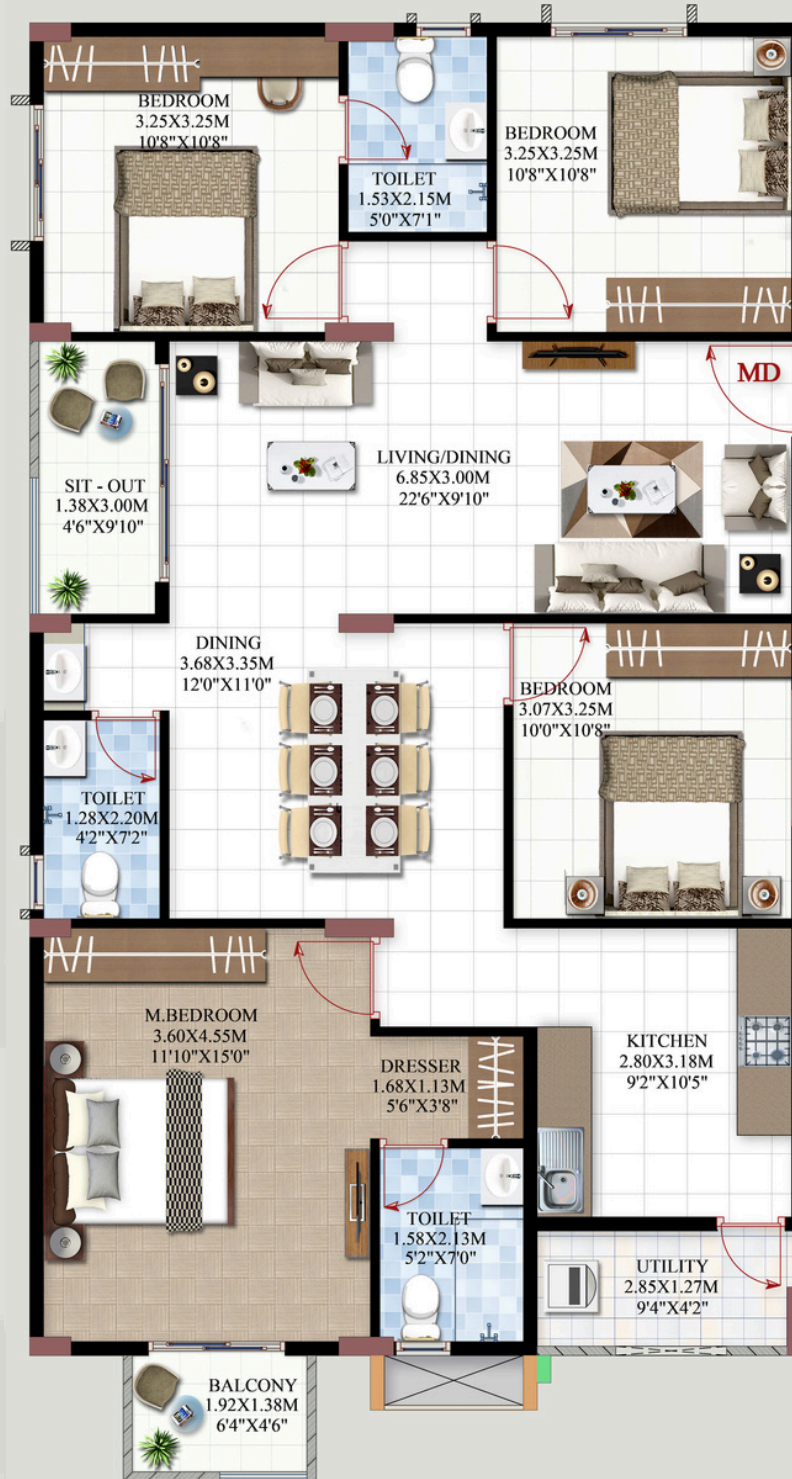 BEDROOM
3.25X3.25M
10'8"X10'8"
TOILET
1.53X2.15M
5'0"X7'1"
BEDROOM
3.25X3.25M
10'8"X10'8"
MD
SIT - OUT
1.38X3.00M
4'6"X9'10"
LIVING/DINING
6.85X3.00M
22'6"X9'10"
DINING
3.68X3.35M
12'0"X11'0"
BEDROOM
3.07X3.25M
10'0"X10'8"
TOILET
1.28X2.20M
4'2"X7'2"
M.BEDROOM
3.60X4.55M
11'10"X15'0"
DRESSER
1.68X1.13M
5'6"X3'8"
KITCHEN
2.80X3.18M
9'2"X10'5"
TOILET
1.58X2.13M
5'2"X7'0"
UTILITY
2.85X1.27M
9'4"X4'2"
BALCONY
1.92X1.38M
6'4"X4'6"